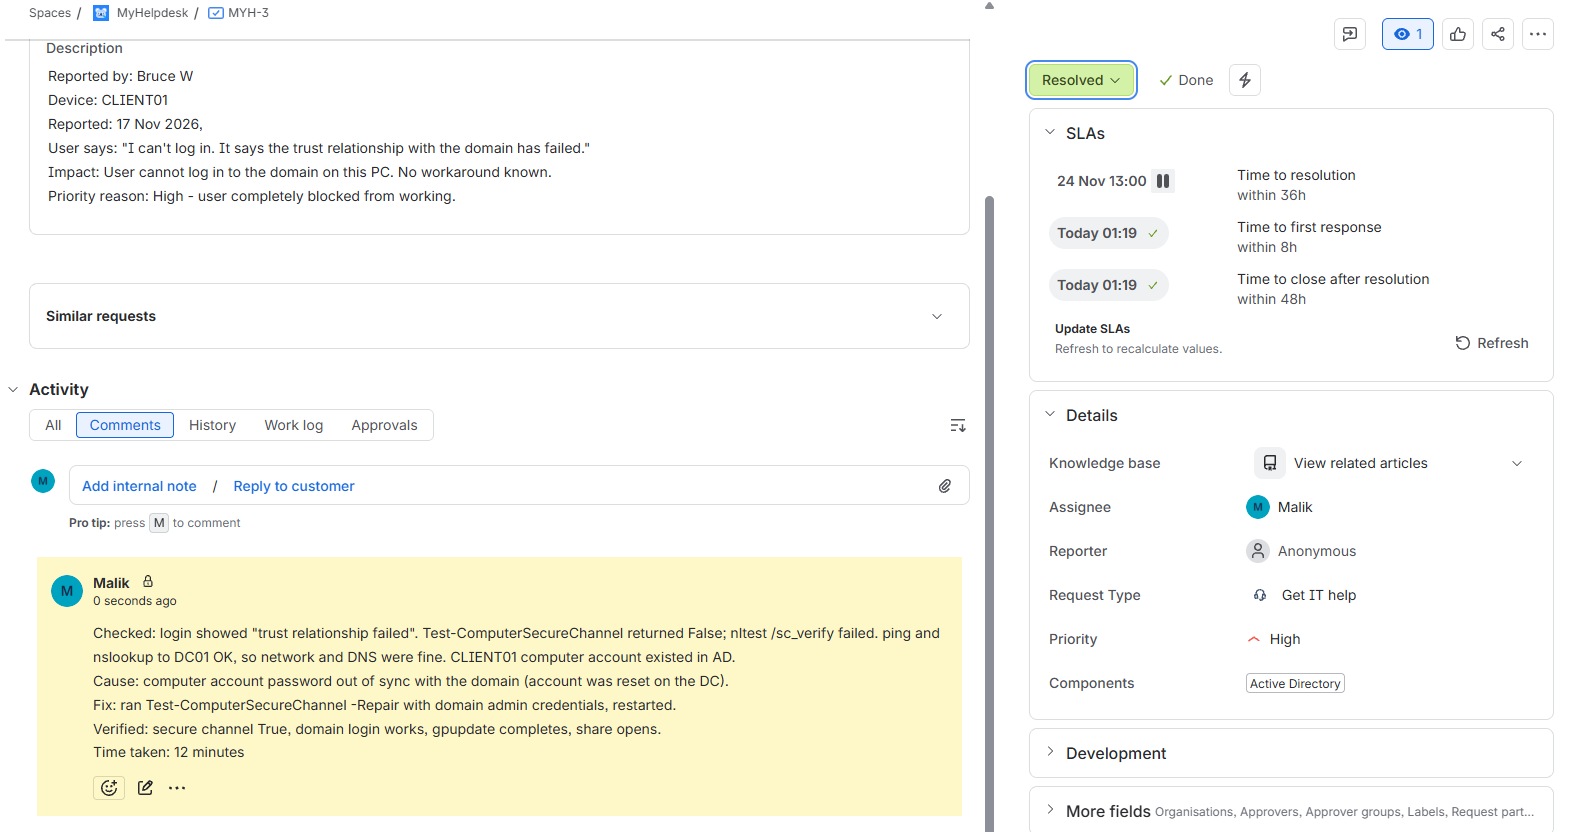 Spaces / MyHelpdesk / MYH-3
Description
Reported by: Bruce W
Device: CLIENT01
Reported: 17 Nov 2026,
User says: "I can't log in. It says the trust relationship with the domain has failed."
Impact: User cannot log in to the domain on this PC. No workaround known.
Priority reason: High - user completely blocked from working.
Similar requests
Activity
All Comments History Work log Approvals
M
Add internal note / Reply to customer
Pro tip: press M to comment
M
Malik
0 seconds ago
Checked: login showed "trust relationship failed". Test-ComputerSecureChannel returned False; nltest /sc_verify failed. ping and
nslookup to DC01 OK, so network and DNS were fine. CLIENT01 computer account existed in AD.
Cause: computer account password out of sync with the domain (account was reset on the DC).
Fix: ran Test-ComputerSecureChannel -Repair with domain admin credentials, restarted.
Verified: secure channel True, domain login works, gpupdate completes, share opens.
Time taken: 12 minutes
1
Resolved Done
SLAs
24 Nov 13:00 Time to resolution
within 36h
Today 01:19 Time to first response
within 8h
Today 01:19 Time to close after resolution
within 48h
Update SLAs
Refresh to recalculate values.
Refresh
Details
Knowledge base View related articles
Assignee M Malik
Reporter Anonymous
Request Type Get IT help
Priority High
Components Active Directory
Development
More fields Organisations, Approvers, Approver groups, Labels, Request part...